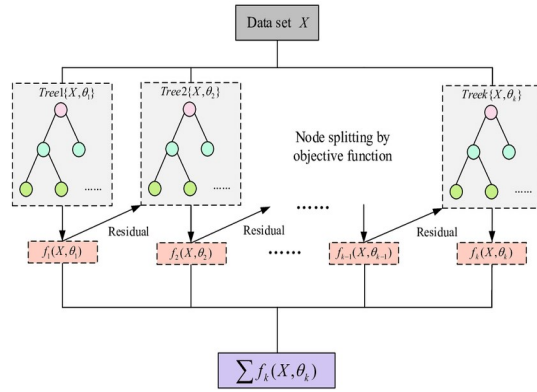 Data set X
Tree1{X,θ₁}
Tree2{X,θ₂}
Treek{X,θₖ}
Node splitting by
objective function
......
......
......
......
Residual
Residual
Residual
f₁(X,θ₁)
f₂(X,θ₂)
......
fₖ₋₁(X,θₖ₋₁)
fₖ(X,θₖ)
∑ fₖ(X,θₖ)